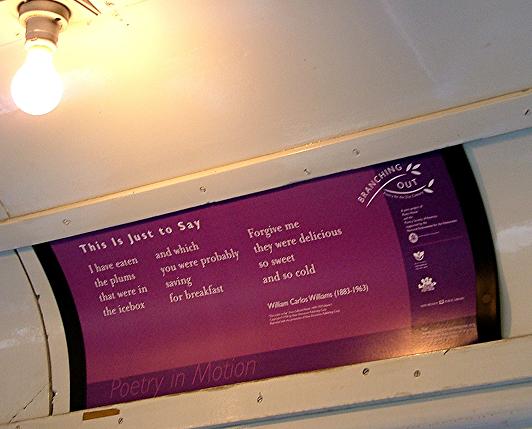 This Is Just to Say
I have eaten
the plums
that were in
the icebox
and which
you were probably
saving
for breakfast
Forgive me
they were delicious
so sweet
and so cold
William Carlos Williams (1883-1963)
BRANCHING
OUT
Poetry in Motion